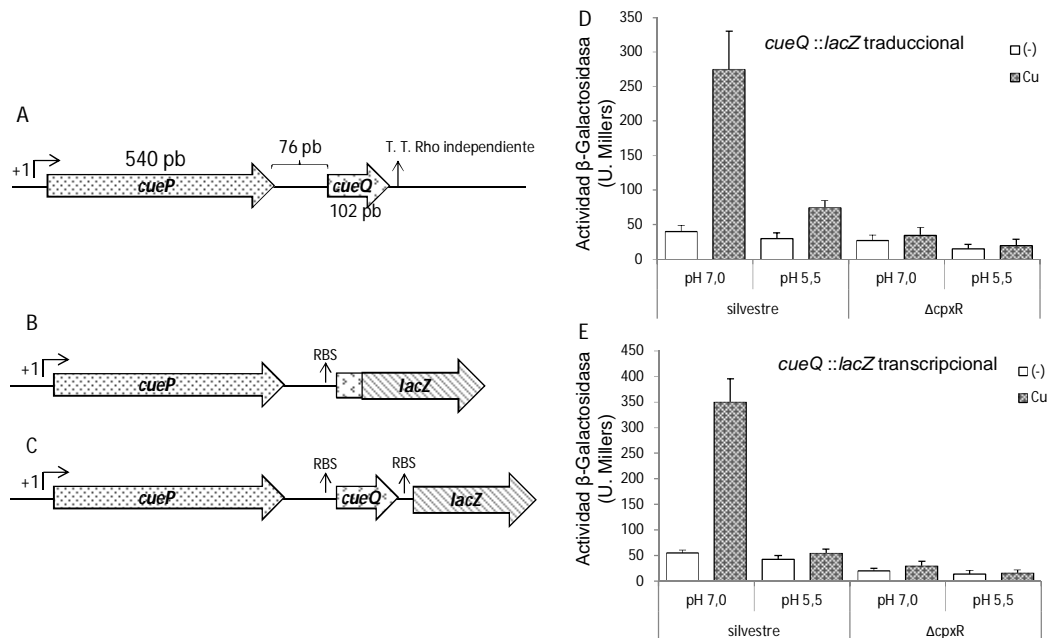 A
+1
540 pb
cueP
76 pb
cueQ
102 pb
T. T. Rho independiente
B
+1
cueP
RBS
lacZ
C
+1
cueP
RBS
cueQ
RBS
lacZ
D
cueQ ::lacZ traduccional
(-)
Cu
Actividad β-Galactosidasa
(U. Millers)
350
300
250
200
150
100
50
0
pH 7,0
pH 5,5
pH 7,0
pH 5,5
silvestre
ΔcpxR
E
cueQ ::lacZ transcripcional
(-)
Cu
Actividad β-Galactosidasa
(U. Millers)
450
400
350
300
250
200
150
100
50
0
pH 7,0
pH 5,5
pH 7,0
pH 5,5
silvestre
ΔcpxR